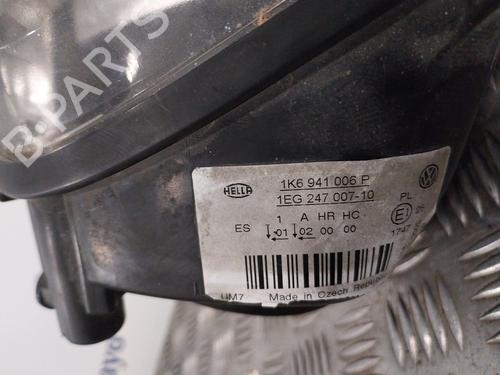 B-PARTS
HELLA
1K6 941 006 P
1EG 247 007-10
1 A HR HC PL
ES 01 02 00 00 E1
1747
UM7 Made in Czech Republic